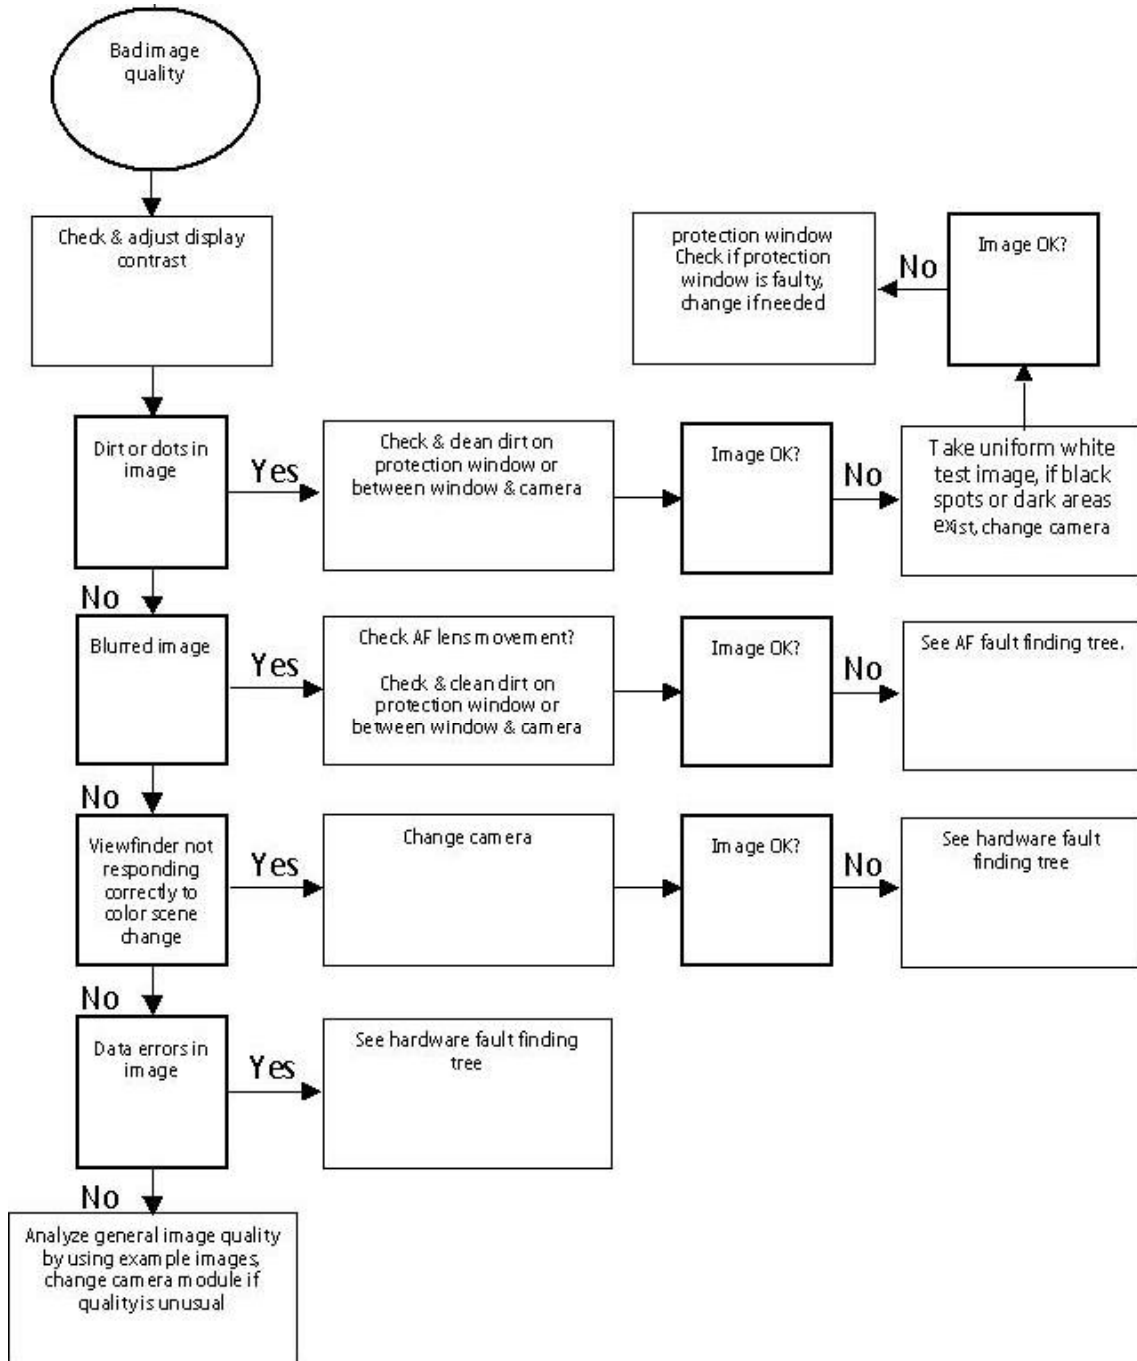 Bad image
quality
Check & adjust display
contrast
protection window
Check if protection
window is faulty,
change if needed
No
Image OK?
Dirt or dots in
image
Yes
Check & clean dirt on
protection window or
between window & camera
Image OK?
No
Take uniform white
test image, if black
spots or dark areas
exist, change camera
No
Blurred image
Yes
Check AF lens movement?
Check & clean dirt on
protection window or
between window & camera
Image OK?
No
See AF fault finding tree.
No
Viewfinder not
responding
correctly to
color scene
change
Yes
Change camera
Image OK?
No
See hardware fault
finding tree
No
Data errors in
image
Yes
See hardware fault finding
tree
No
Analyze general image quality
by using example images,
change camera module if
quality is unusual